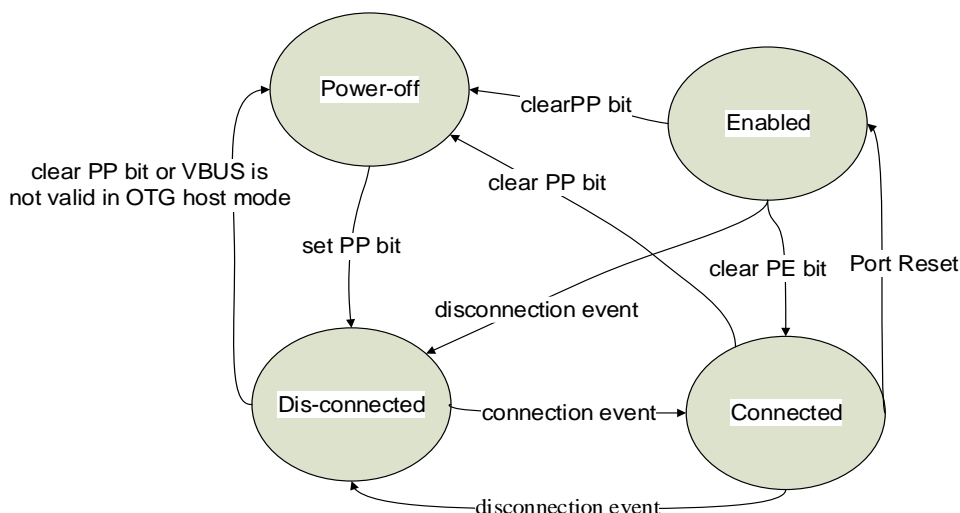 Power-off
clearPP bit
Enabled
clear PP bit or VBUS is
not valid in OTG host mode
clear PP bit
set PP bit
clear PE bit
Port Reset
disconnection event
Dis-connected
connection event
Connected
disconnection event